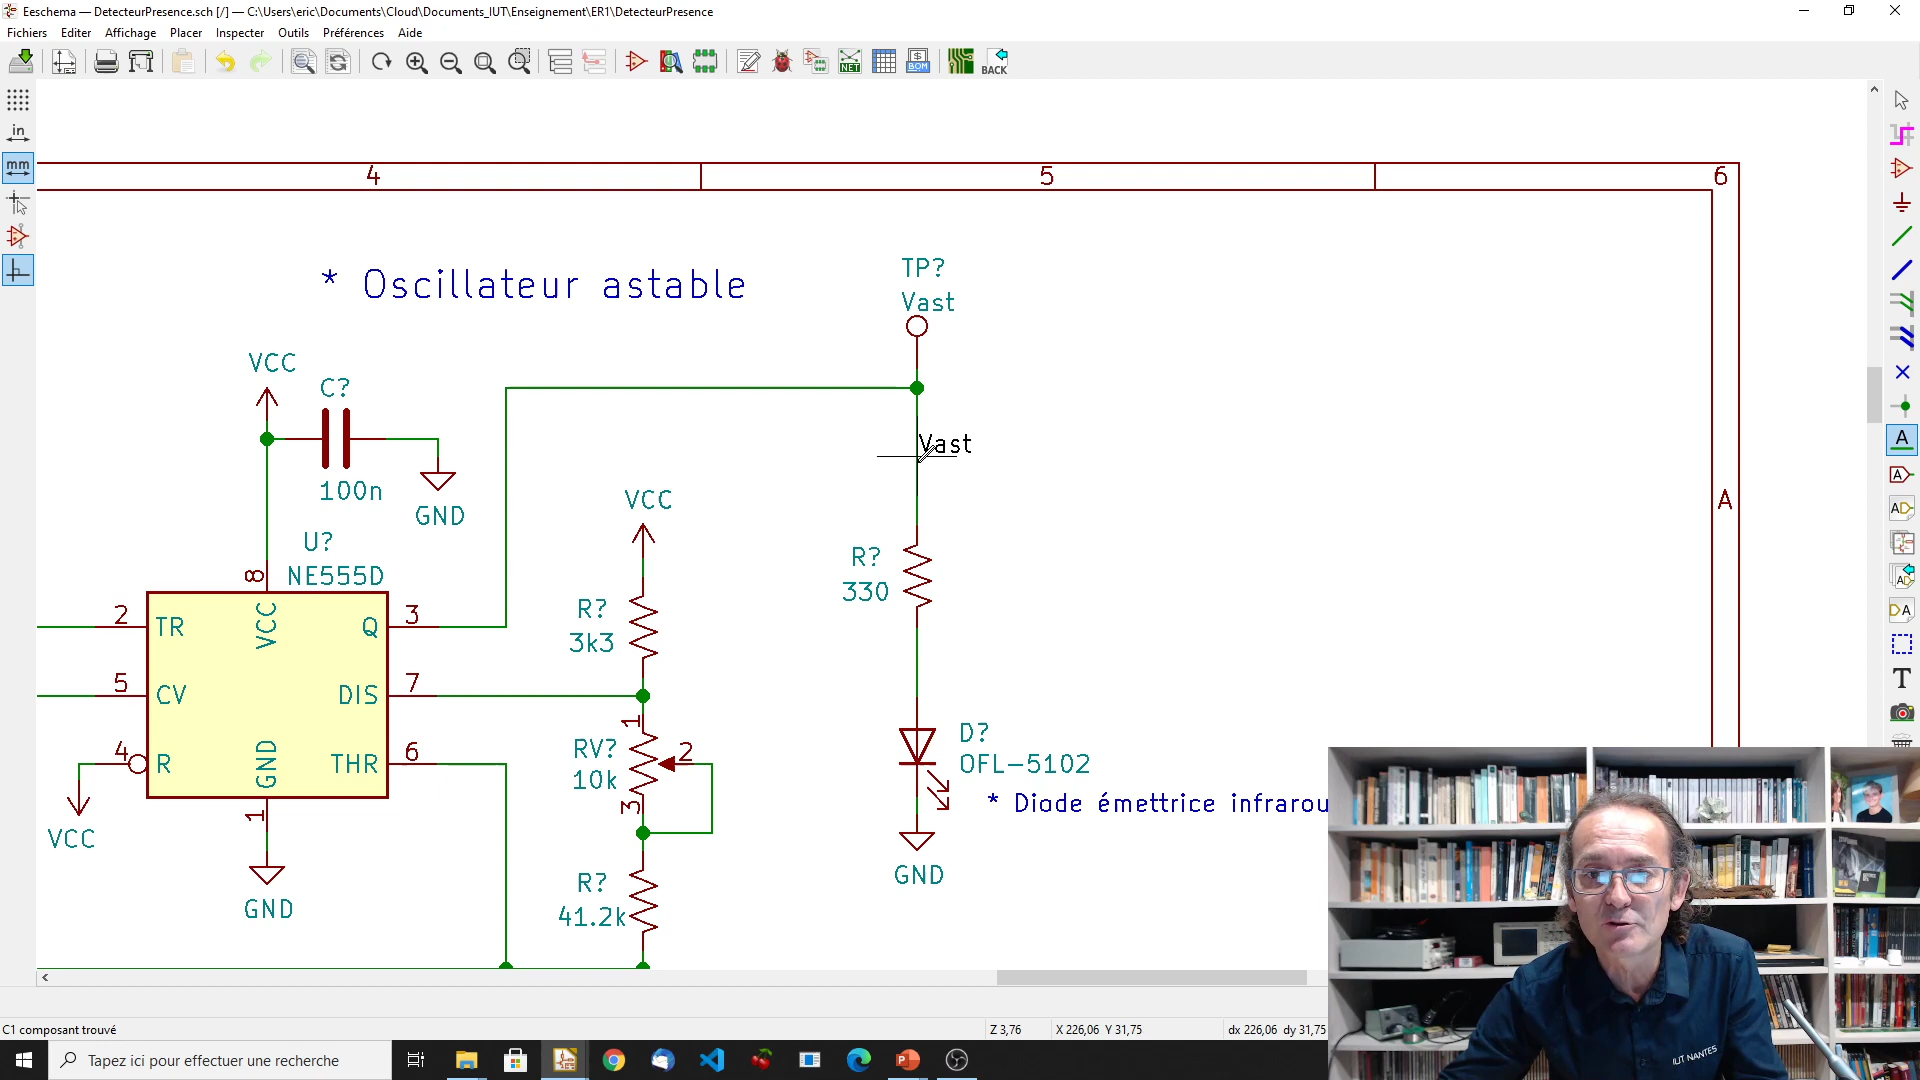 Eeschema — DetecteurPresence.sch [/] — C:\Users\eric\Documents\Cloud\Documents_IUT\Enseignement\ER1\DetecteurPresence
Fichiers Editer Affichage Placer Inspecter Outils Préférences Aide
NET
BOM
BACK
in
mm
4
5
6
A
* Oscillateur astable
TP?
Vast
VCC
C?
100n
GND
Vast
VCC
U?
NE555D
8
R?
330
2
TR
VCC
Q
3
R?
3k3
5
CV
DIS
7
1
4
R
GND
THR
6
RV?
10k
2
3
D?
OFL-5102
* Diode émettrice infrarou
VCC
1
GND
R?
41.2k
GND
IUT NANTES
C1 composant trouvé
Z 3,76
X 226,06 Y 31,75
dx 226,06 dy 31,75
Tapez ici pour effectuer une recherche